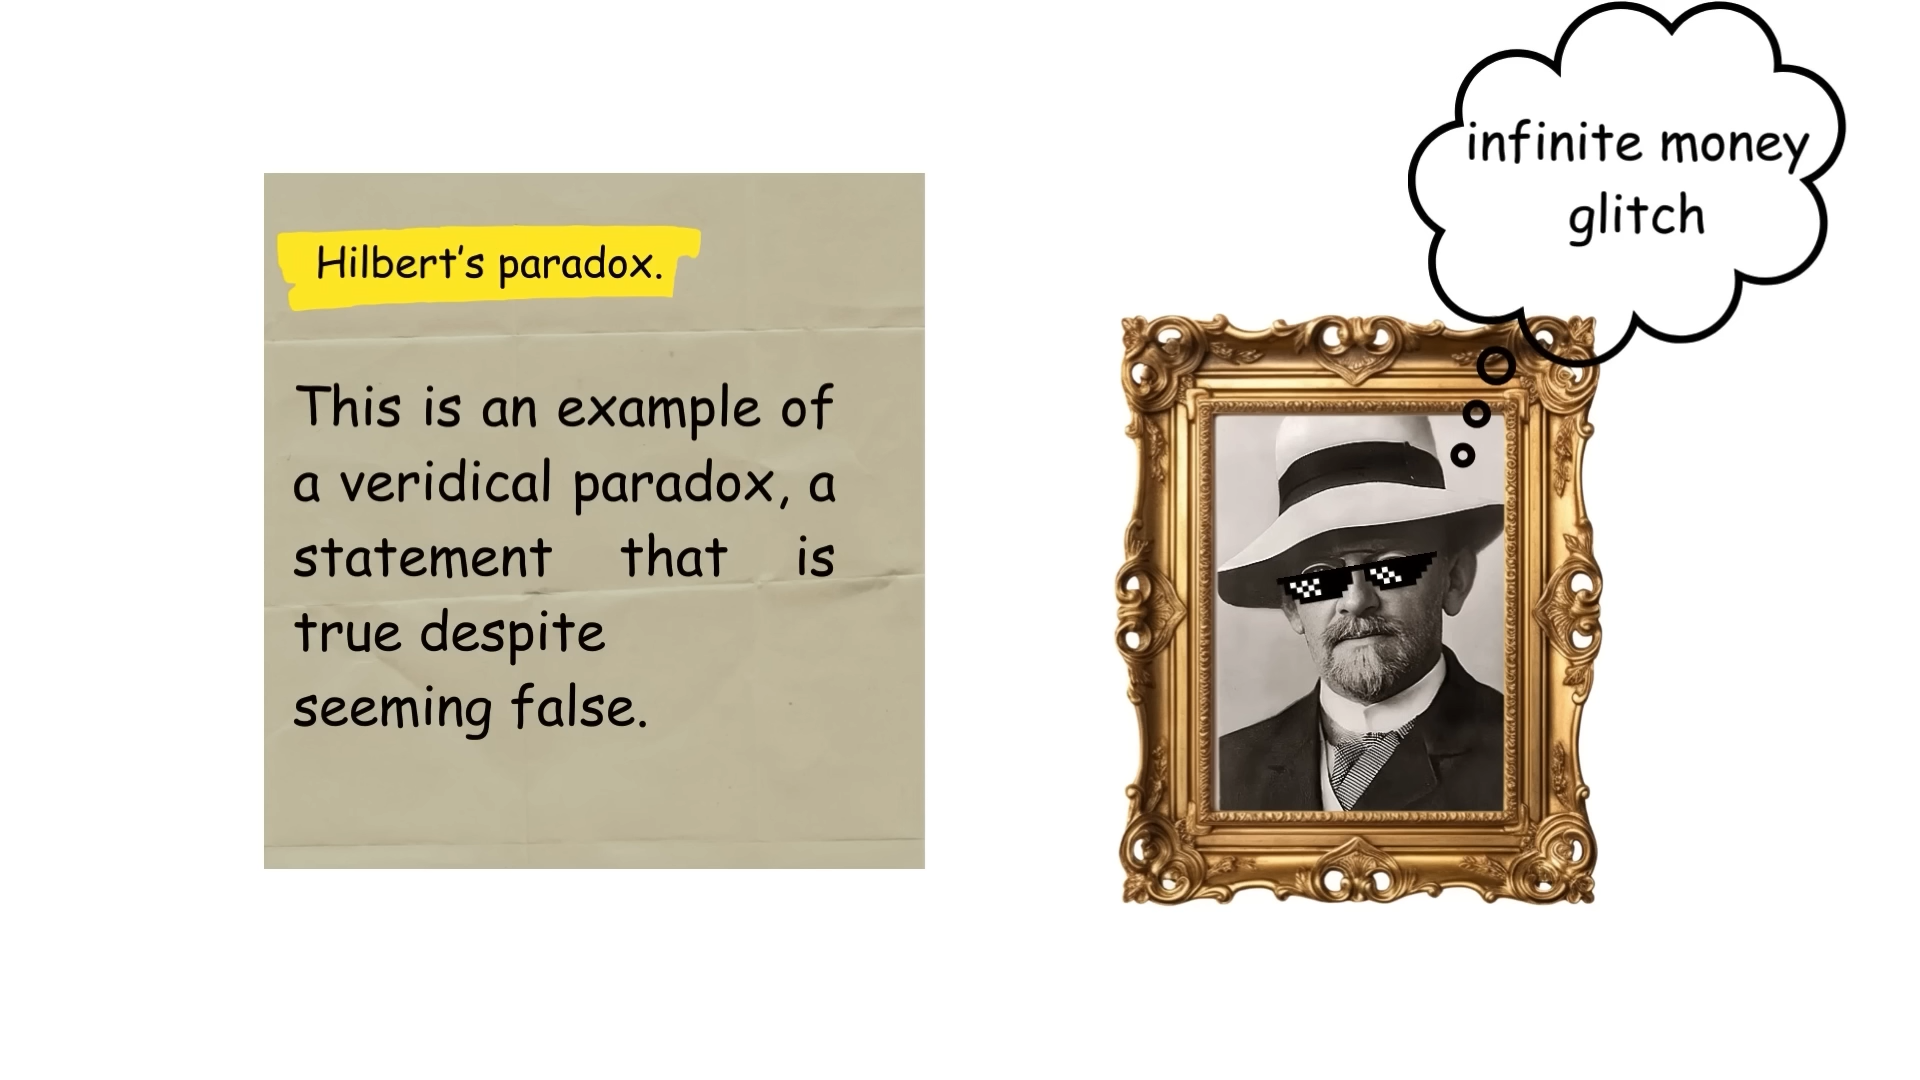 Hilbert’s paradox.
This is an example of
a veridical paradox, a
statement that is
true despite
seeming false.
infinite money
glitch